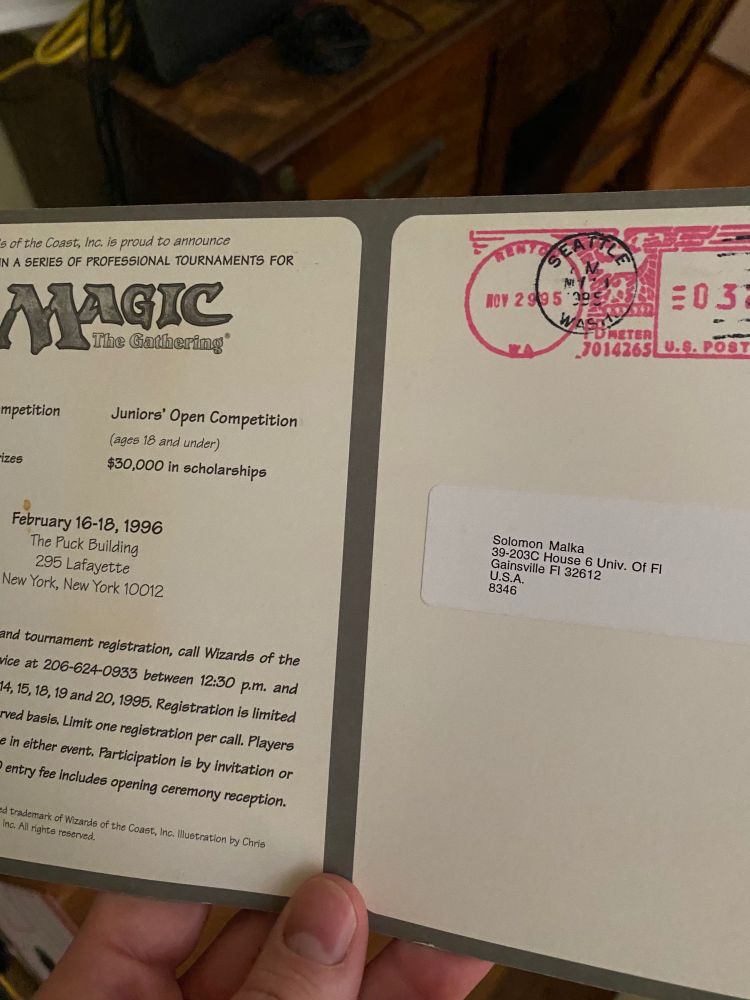 s of the Coast, Inc. is proud to announce
N A SERIES OF PROFESSIONAL TOURNAMENTS FOR
MAGIC
The Gathering®
mpetition
Juniors' Open Competition
(ages 18 and under)
izes
$30,000 in scholarships
February 16-18, 1996
The Puck Building
295 Lafayette
New York, New York 10012
and tournament registration, call Wizards of the
vice at 206-624-0933 between 12:30 p.m. and
14, 15, 18, 19 and 20, 1995. Registration is limited
rved basis. Limit one registration per call. Players
e in either event. Participation is by invitation or
entry fee includes opening ceremony reception.
ed trademark of Wizards of the Coast, Inc. Illustration by Chris
Inc. All rights reserved.
RENTO
NOV 29 95
WA
SEATTLE
WASH.
METER
7014265
U.S. POST
Solomon Malka
39-203C House 6 Univ. Of Fl
Gainsville Fl 32612
U.S.A.
8346